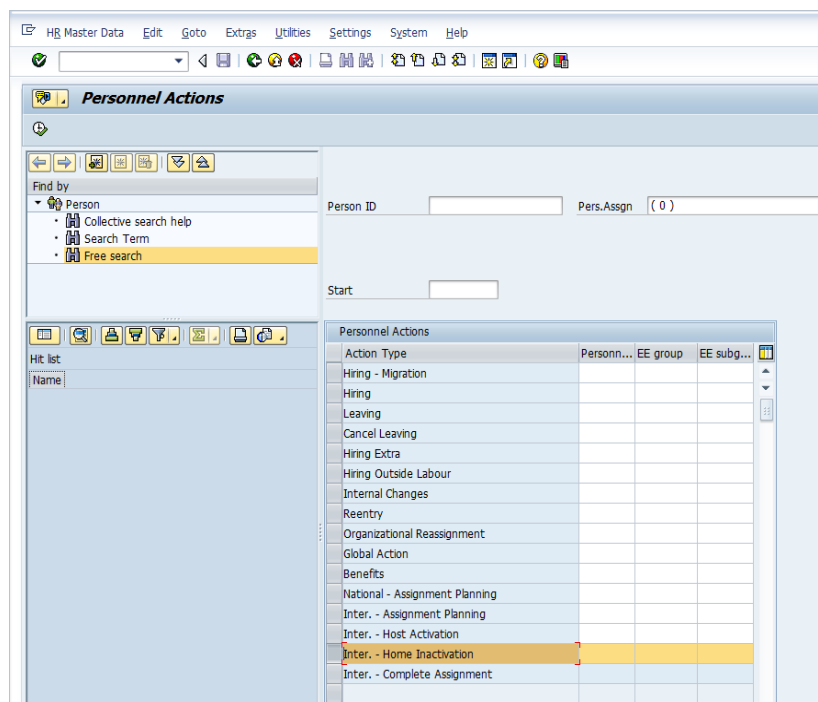 HR Master Data Edit Goto Extras Utilities Settings System Help
Personnel Actions
Find by
Person
Collective search help
Search Term
Free search
Person ID Pers.Assgn ( 0 )
Start
Hit list
Name
Personnel Actions
Action Type Personn... EE group EE subg...
Hiring - Migration
Hiring
Leaving
Cancel Leaving
Hiring Extra
Hiring Outside Labour
Internal Changes
Reentry
Organizational Reassignment
Global Action
Benefits
National - Assignment Planning
Inter. - Assignment Planning
Inter. - Host Activation
Inter. - Home Inactivation
Inter. - Complete Assignment